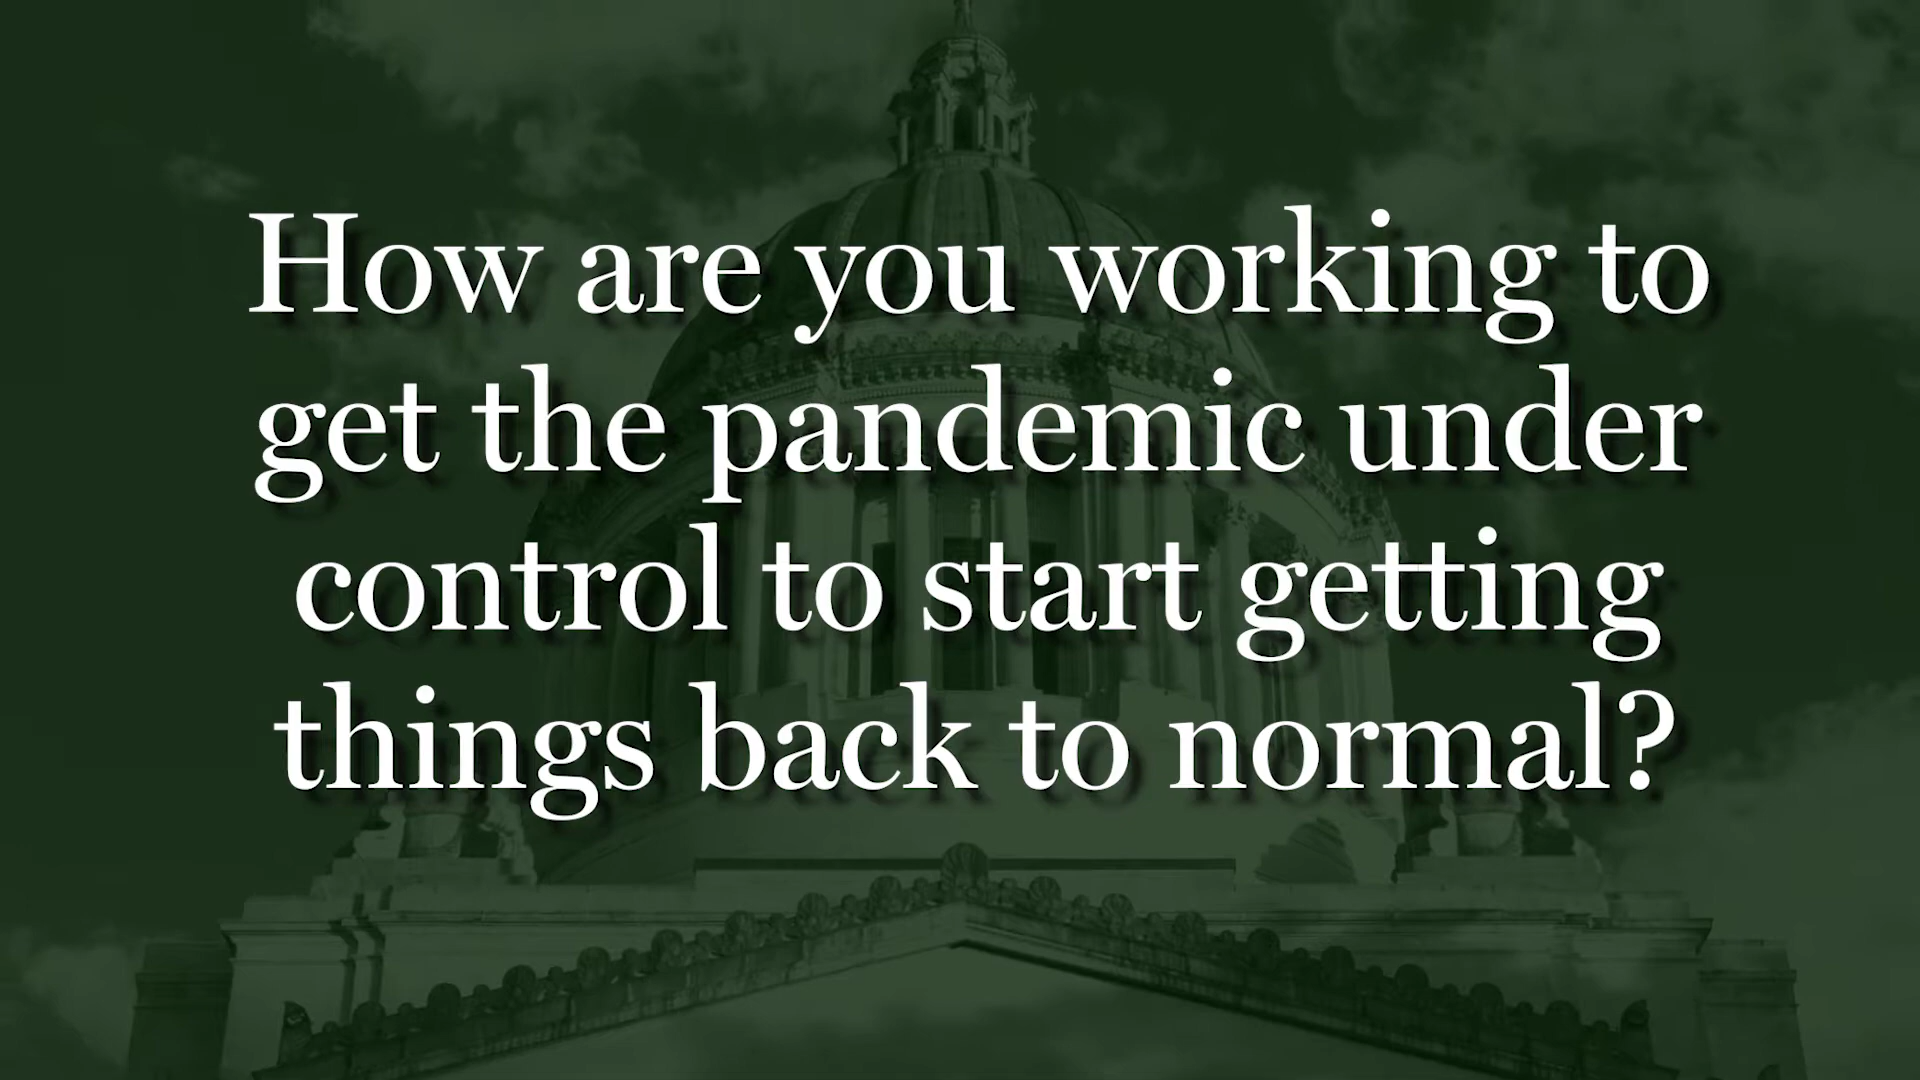 How are you working to
get the pandemic under
control to start getting
things back to normal?